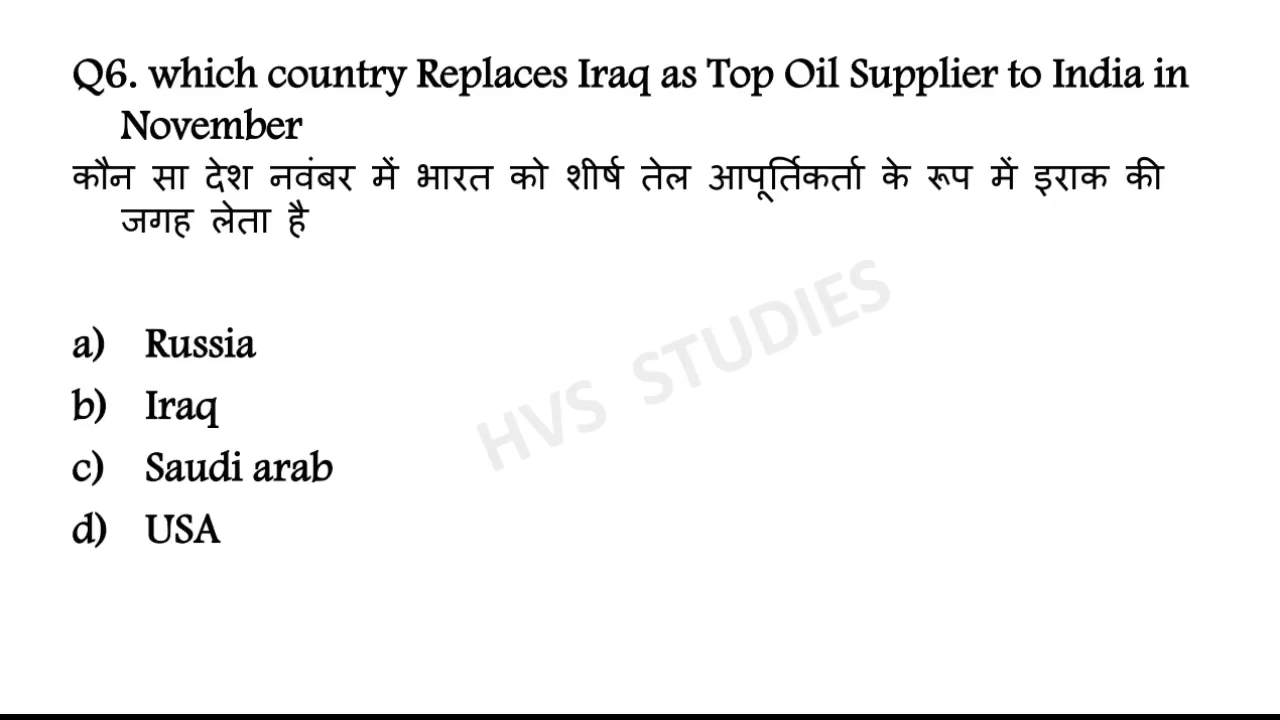 Q6. which country Replaces Iraq as Top Oil Supplier to India in
November
कौन सा देश नवंबर में भारत को शीर्ष तेल आपूर्तिकर्ता के रूप में इराक की
जगह लेता है
HVS STUDIES
a) Russia
b) Iraq
c) Saudi arab
d) USA